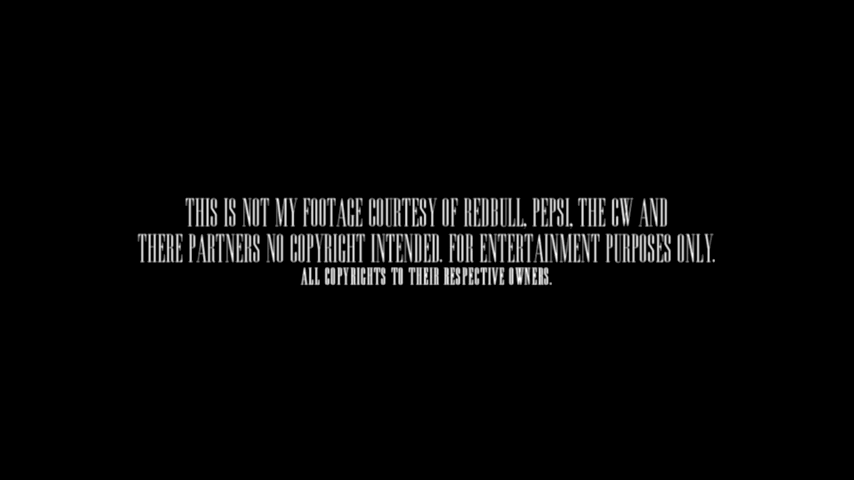 THIS IS NOT MY FOOTAGE COURTESY OF REDBULL, PEPSI, THE CW AND
THERE PARTNERS NO COPYRIGHT INTENDED. FOR ENTERTAINMENT PURPOSES ONLY.
ALL COPYRIGHTS TO THEIR RESPECTIVE OWNERS.